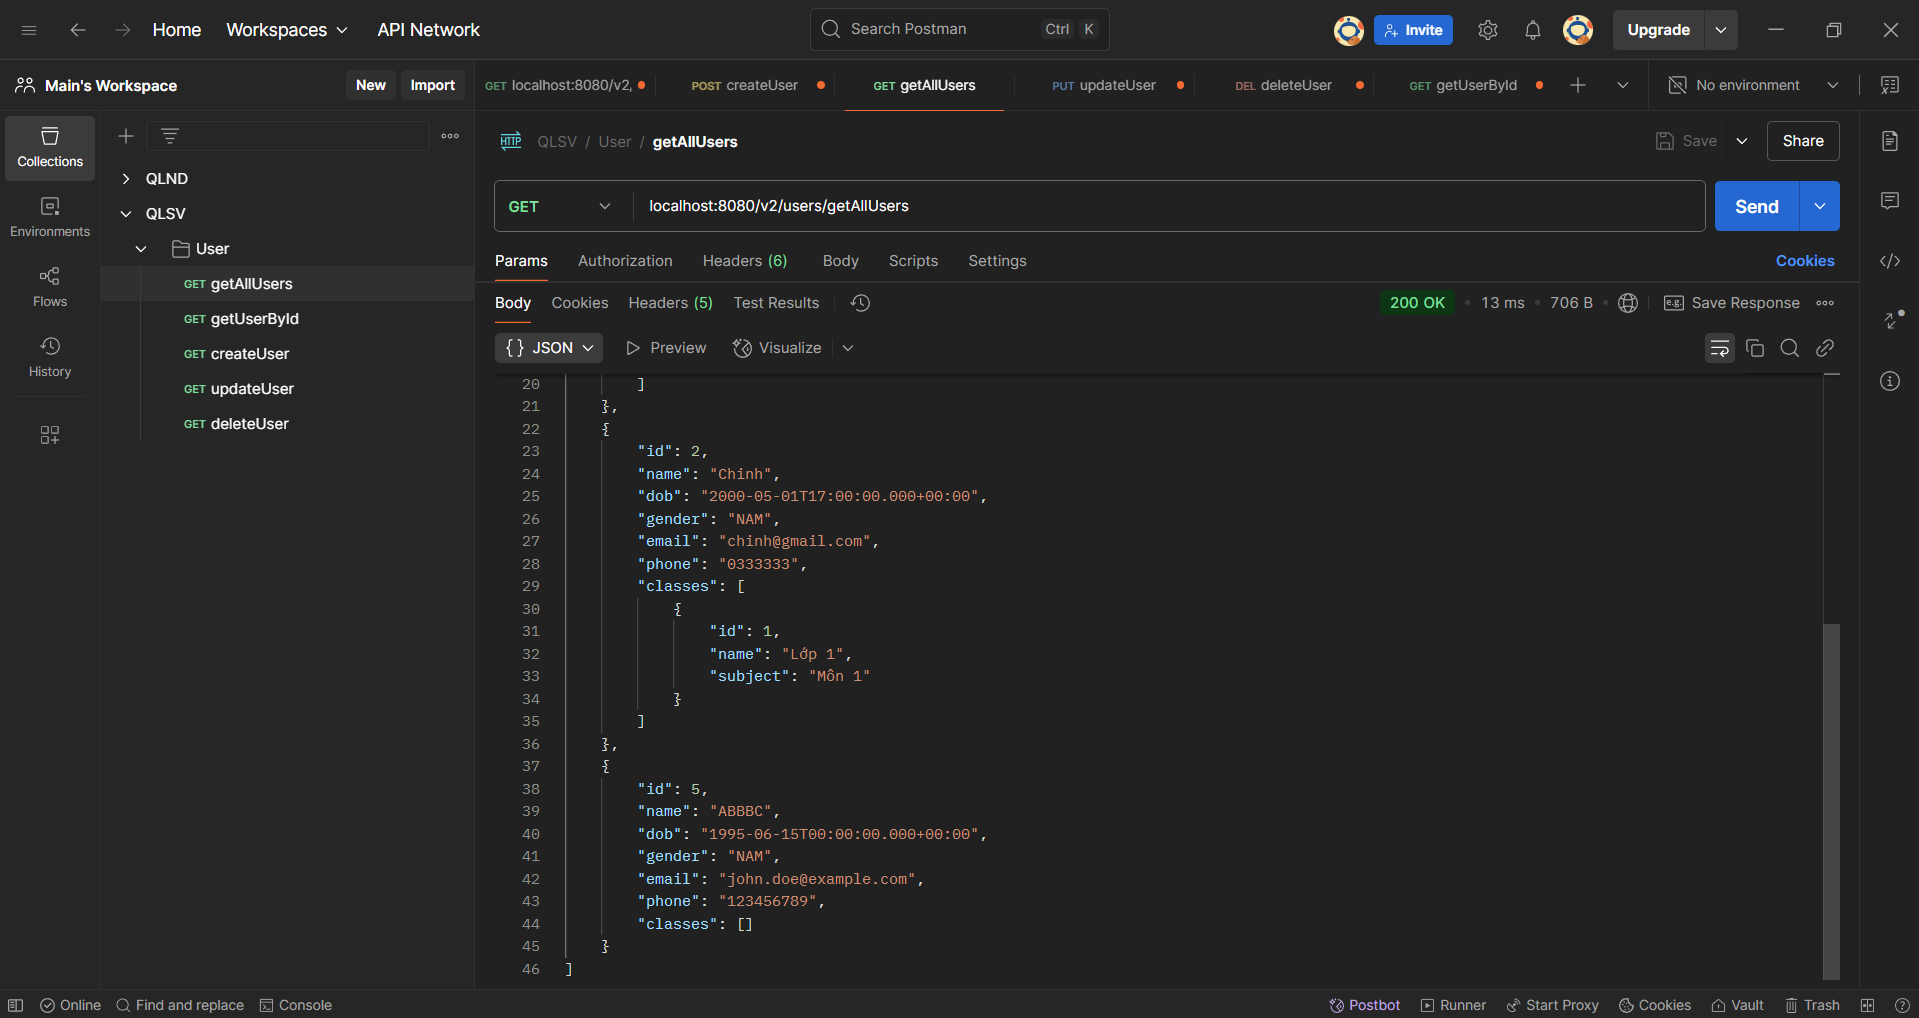 Home Workspaces API Network Search Postman Ctrl K Invite Upgrade
Main's Workspace New Import GET localhost:8080/v2, POST createUser GET getAllUsers PUT updateUser DEL deleteUser GET getUserById No environment
Collections
Environments
Flows
History
QLND
QLSV
User
GET getAllUsers
GET getUserById
GET createUser
GET updateUser
GET deleteUser
HTTP QLSV / User / getAllUsers Save Share
GET localhost:8080/v2/users/getAllUsers Send
Params Authorization Headers (6) Body Scripts Settings Cookies
Body Cookies Headers (5) Test Results 200 OK • 13 ms • 706 B • e.g. Save Response
{} JSON Preview Visualize
20 ]
21 },
22 {
23 "id": 2,
24 "name": "Chinh",
25 "dob": "2000-05-01T17:00:00.000+00:00",
26 "gender": "NAM",
27 "email": "chinh@gmail.com",
28 "phone": "0333333",
29 "classes": [
30 {
31 "id": 1,
32 "name": "Lớp 1",
33 "subject": "Môn 1"
34 }
35 ]
36 },
37 {
38 "id": 5,
39 "name": "ABBBC",
40 "dob": "1995-06-15T00:00:00.000+00:00",
41 "gender": "NAM",
42 "email": "john.doe@example.com",
43 "phone": "123456789",
44 "classes": []
45 }
46 ]
Online Find and replace Console Postbot Runner Start Proxy Cookies Vault Trash